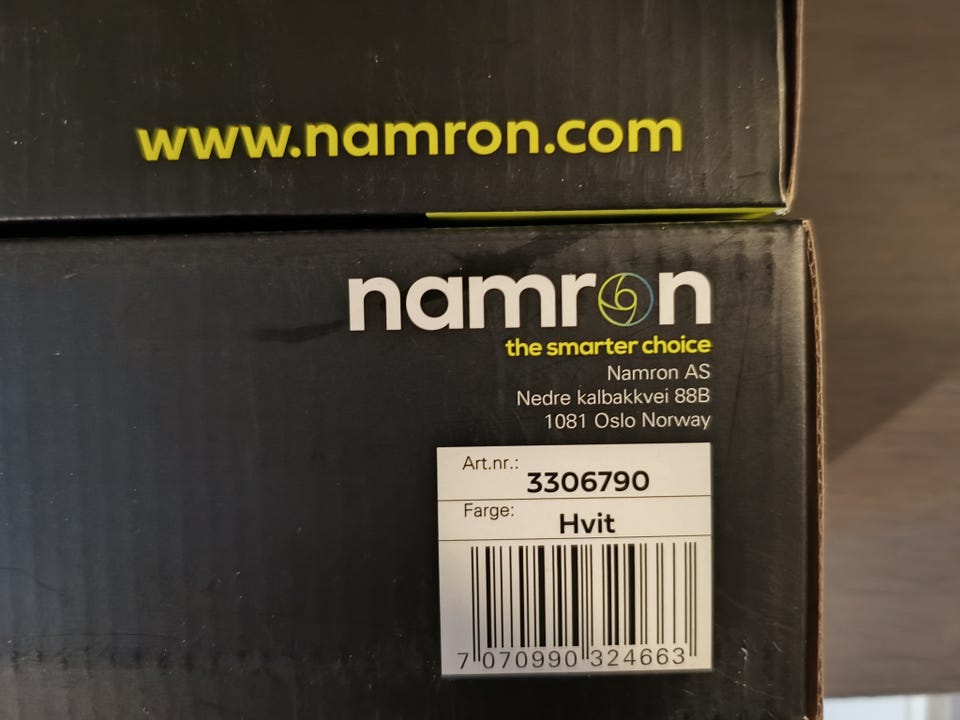 www.namron.com
namron
the smarter choice
Namron AS
Nedre kalbakkvei 88B
1081 Oslo Norway
Art.nr.: 3306790
Farge: Hvit
7 070990 324663